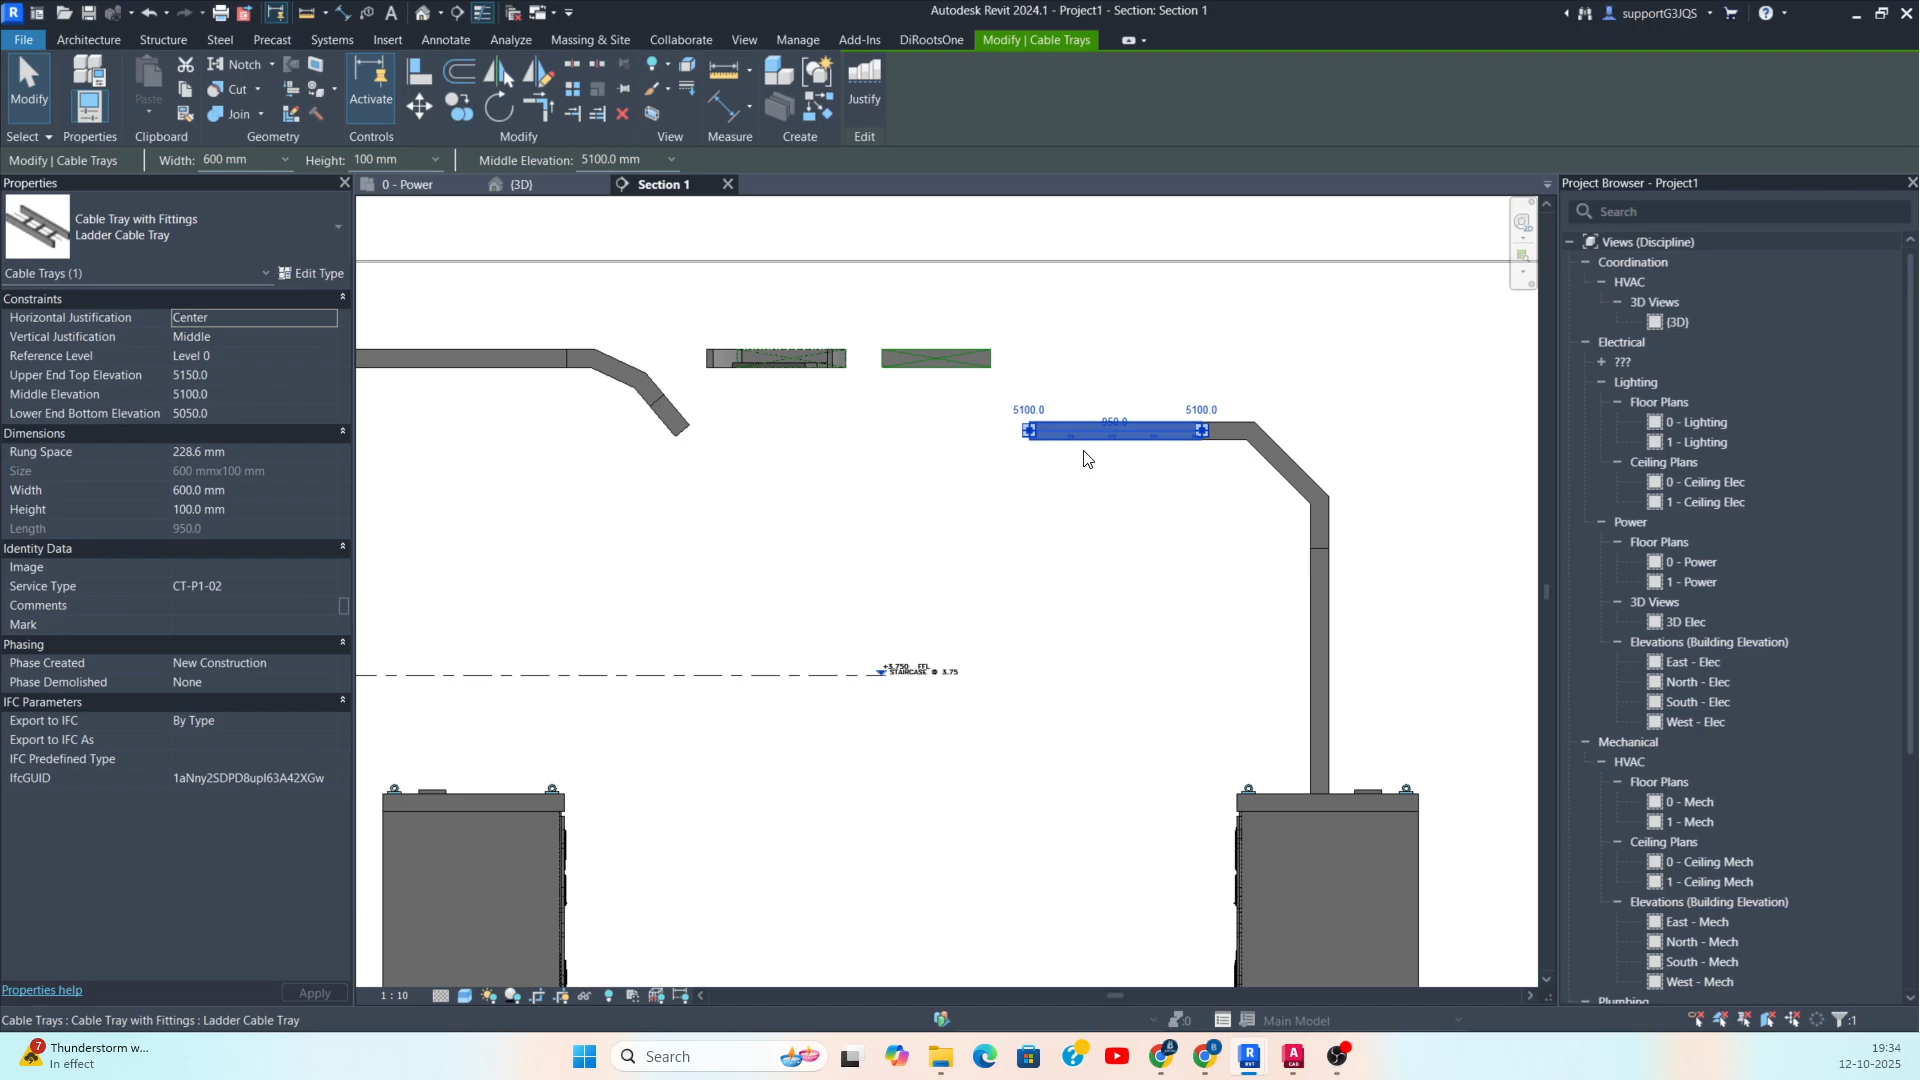 Autodesk Revit 2024.1 - Project1 - Section: Section 1
supportG3JQS
File Architecture Structure Steel Precast Systems Insert Annotate Analyze Massing & Site Collaborate View Manage Add-Ins DiRootsOne Modify | Cable Trays
Modify
Paste
Notch
Cut
Join
Activate
Justify
Select Properties Clipboard Geometry Controls Modify View Measure Create Edit
Modify | Cable Trays Width: 600 mm Height: 100 mm Middle Elevation: 5100.0 mm
Properties
0 - Power
{3D}
Section 1
Cable Tray with Fittings
Ladder Cable Tray
Cable Trays (1)
Edit Type
Constraints
Horizontal Justification Center
Vertical Justification Middle
Reference Level Level 0
Upper End Top Elevation 5150.0
Middle Elevation 5100.0
Lower End Bottom Elevation 5050.0
Dimensions
Rung Space 228.6 mm
Size 600 mmx100 mm
Width 600.0 mm
Height 100.0 mm
Length 950.0
Identity Data
Image
Service Type CT-P1-02
Comments
Mark
Phasing
Phase Created New Construction
Phase Demolished None
IFC Parameters
Export to IFC By Type
Export to IFC As
IFC Predefined Type
IfcGUID 1aNny2SDPD8upI63A42XGw
Properties help
Apply
5100.0
950.0
5100.0
+3.750 FFL
STAIRCASE @ 3.75
1 : 10
Project Browser - Project1
Search
Views (Discipline)
Coordination
HVAC
3D Views
{3D}
Electrical
???
Lighting
Floor Plans
0 - Lighting
1 - Lighting
Ceiling Plans
0 - Ceiling Elec
1 - Ceiling Elec
Power
Floor Plans
0 - Power
1 - Power
3D Views
3D Elec
Elevations (Building Elevation)
East - Elec
North - Elec
South - Elec
West - Elec
Mechanical
HVAC
Floor Plans
0 - Mech
1 - Mech
Ceiling Plans
0 - Ceiling Mech
1 - Ceiling Mech
Elevations (Building Elevation)
East - Mech
North - Mech
South - Mech
West - Mech
Plumbing
Cable Trays : Cable Tray with Fittings : Ladder Cable Tray
:0
Main Model
:1
7
Thunderstorm w...
In effect
Search
19:34
12-10-2025